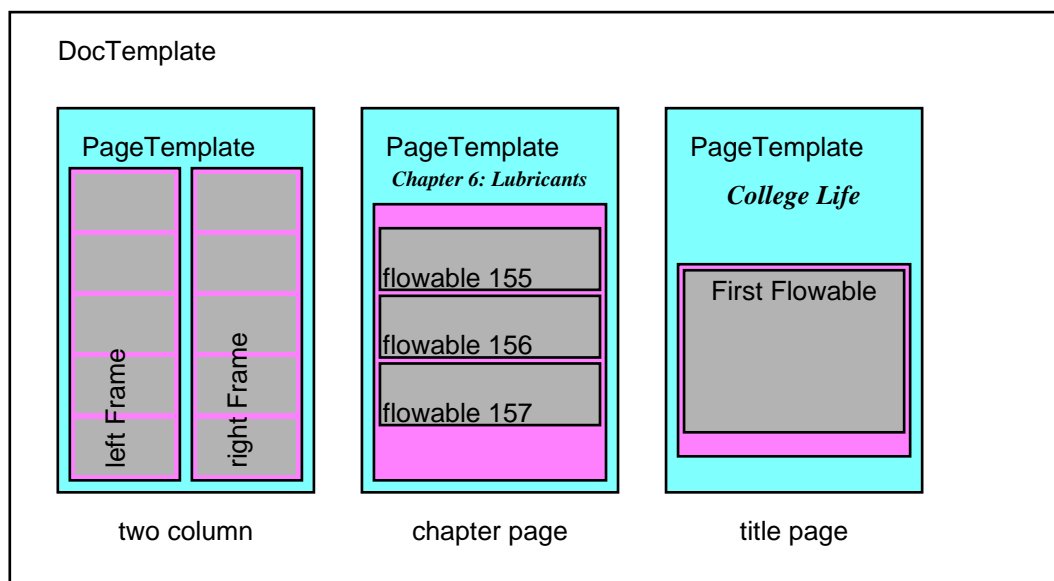 DocTemplate
PageTemplate
left Frame
right Frame
two column
PageTemplate
Chapter 6: Lubricants
flowable 155
flowable 156
flowable 157
chapter page
PageTemplate
College Life
First Flowable
title page